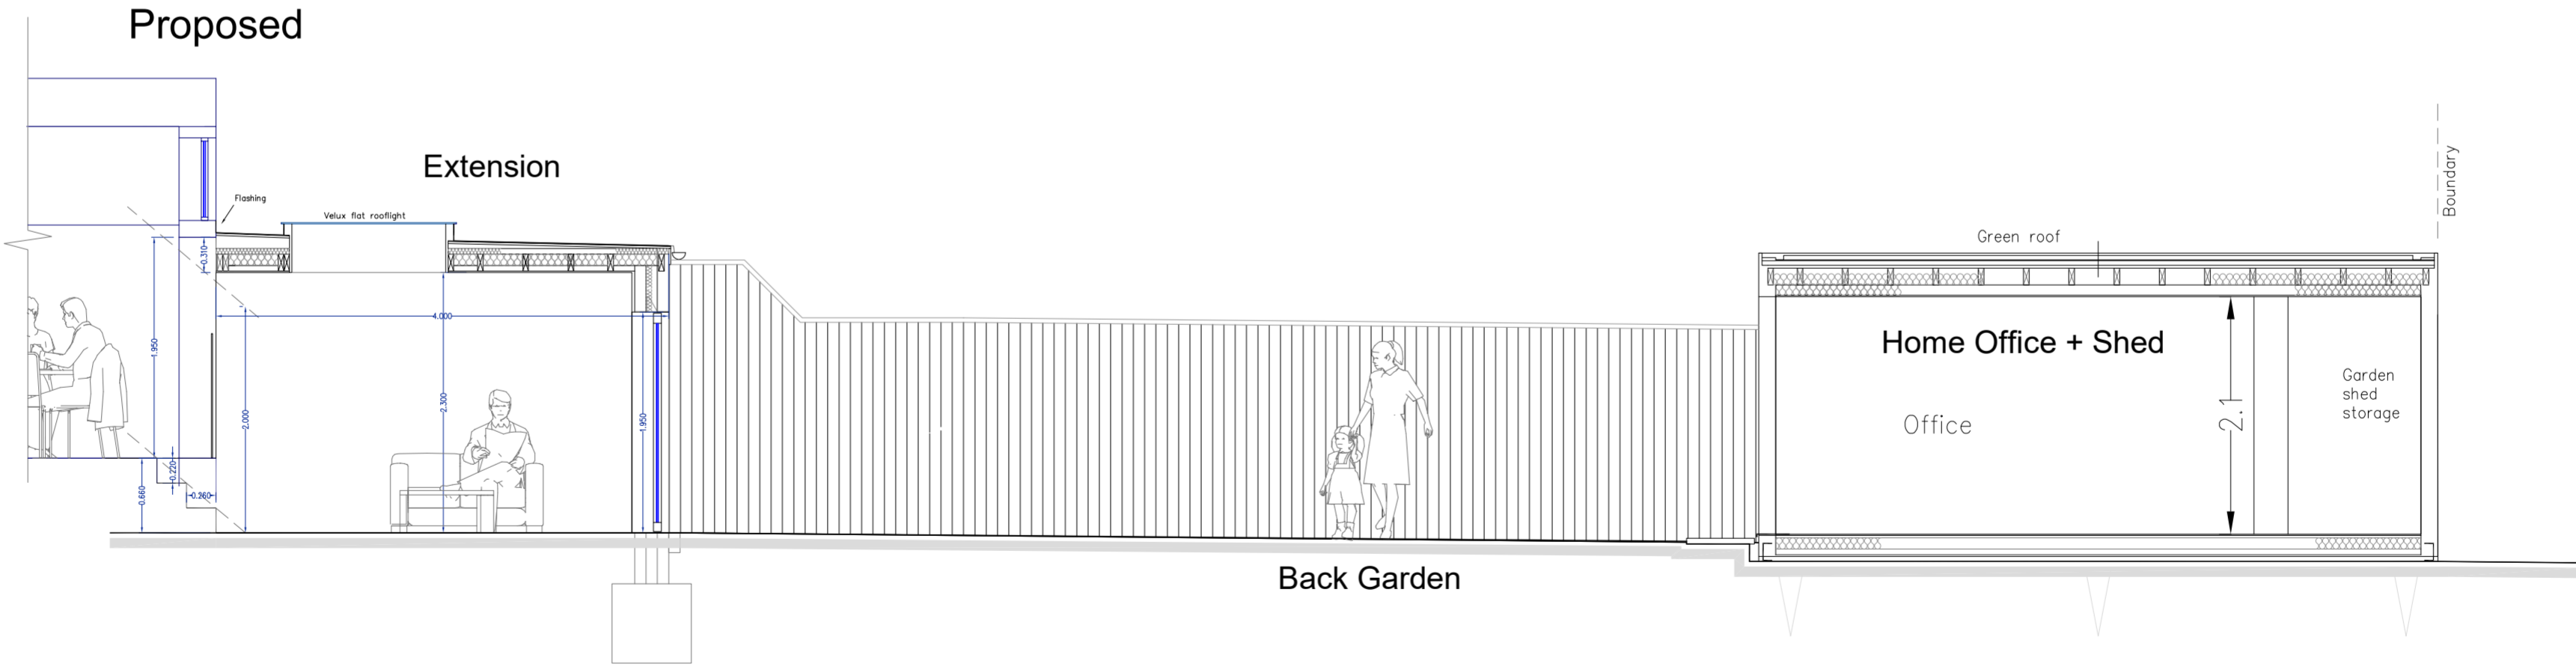 Proposed
Extension
Flashing
Velux flat rooflight
0.310
4.000
1.950
2.000
2.300
1.950
0.220
0.660
0.260
Boundary
Green roof
Home Office + Shed
Garden
shed
storage
Office
2.1
Back Garden